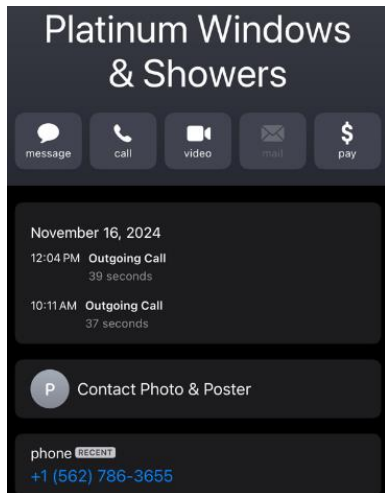 Platinum Windows
& Showers
message call video mail pay
November 16, 2024
12:04 PM Outgoing Call
39 seconds
10:11 AM Outgoing Call
37 seconds
P Contact Photo & Poster
phone RECENT
+1 (562) 786-3655